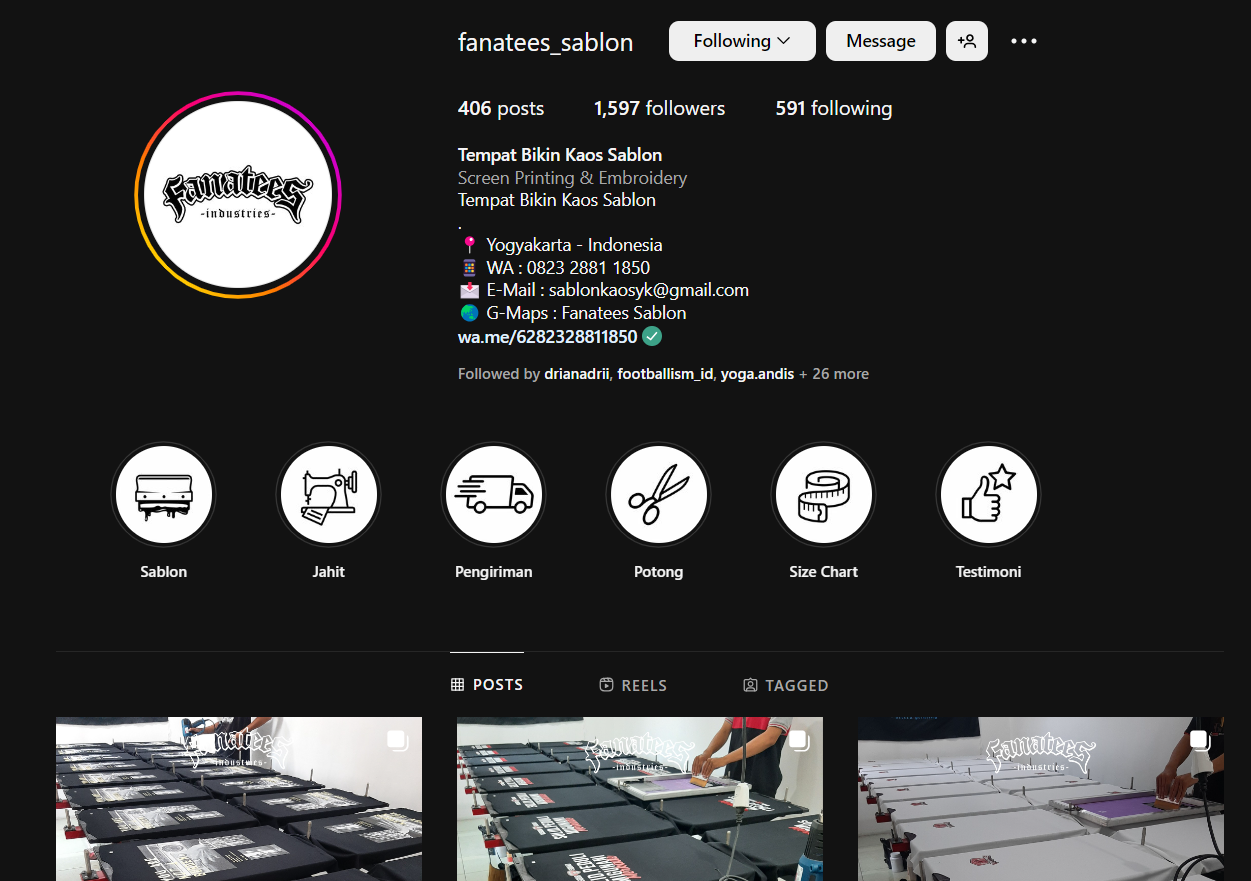 fanatees_sablon
Following
Message
406 posts
1,597 followers
591 following
Fanatees
-industries-
Tempat Bikin Kaos Sablon
Screen Printing & Embroidery
Tempat Bikin Kaos Sablon
.
Yogyakarta - Indonesia
WA : 0823 2881 1850
E-Mail : sablonkaosyk@gmail.com
G-Maps : Fanatees Sablon
wa.me/6282328811850
Followed by drianadrii, footballism_id, yoga.andis + 26 more
Sablon
Jahit
Pengiriman
Potong
Size Chart
Testimoni
POSTS
REELS
TAGGED
Fanatees
-industries-
Fanatees
-industries-
Fanatees
-industries-